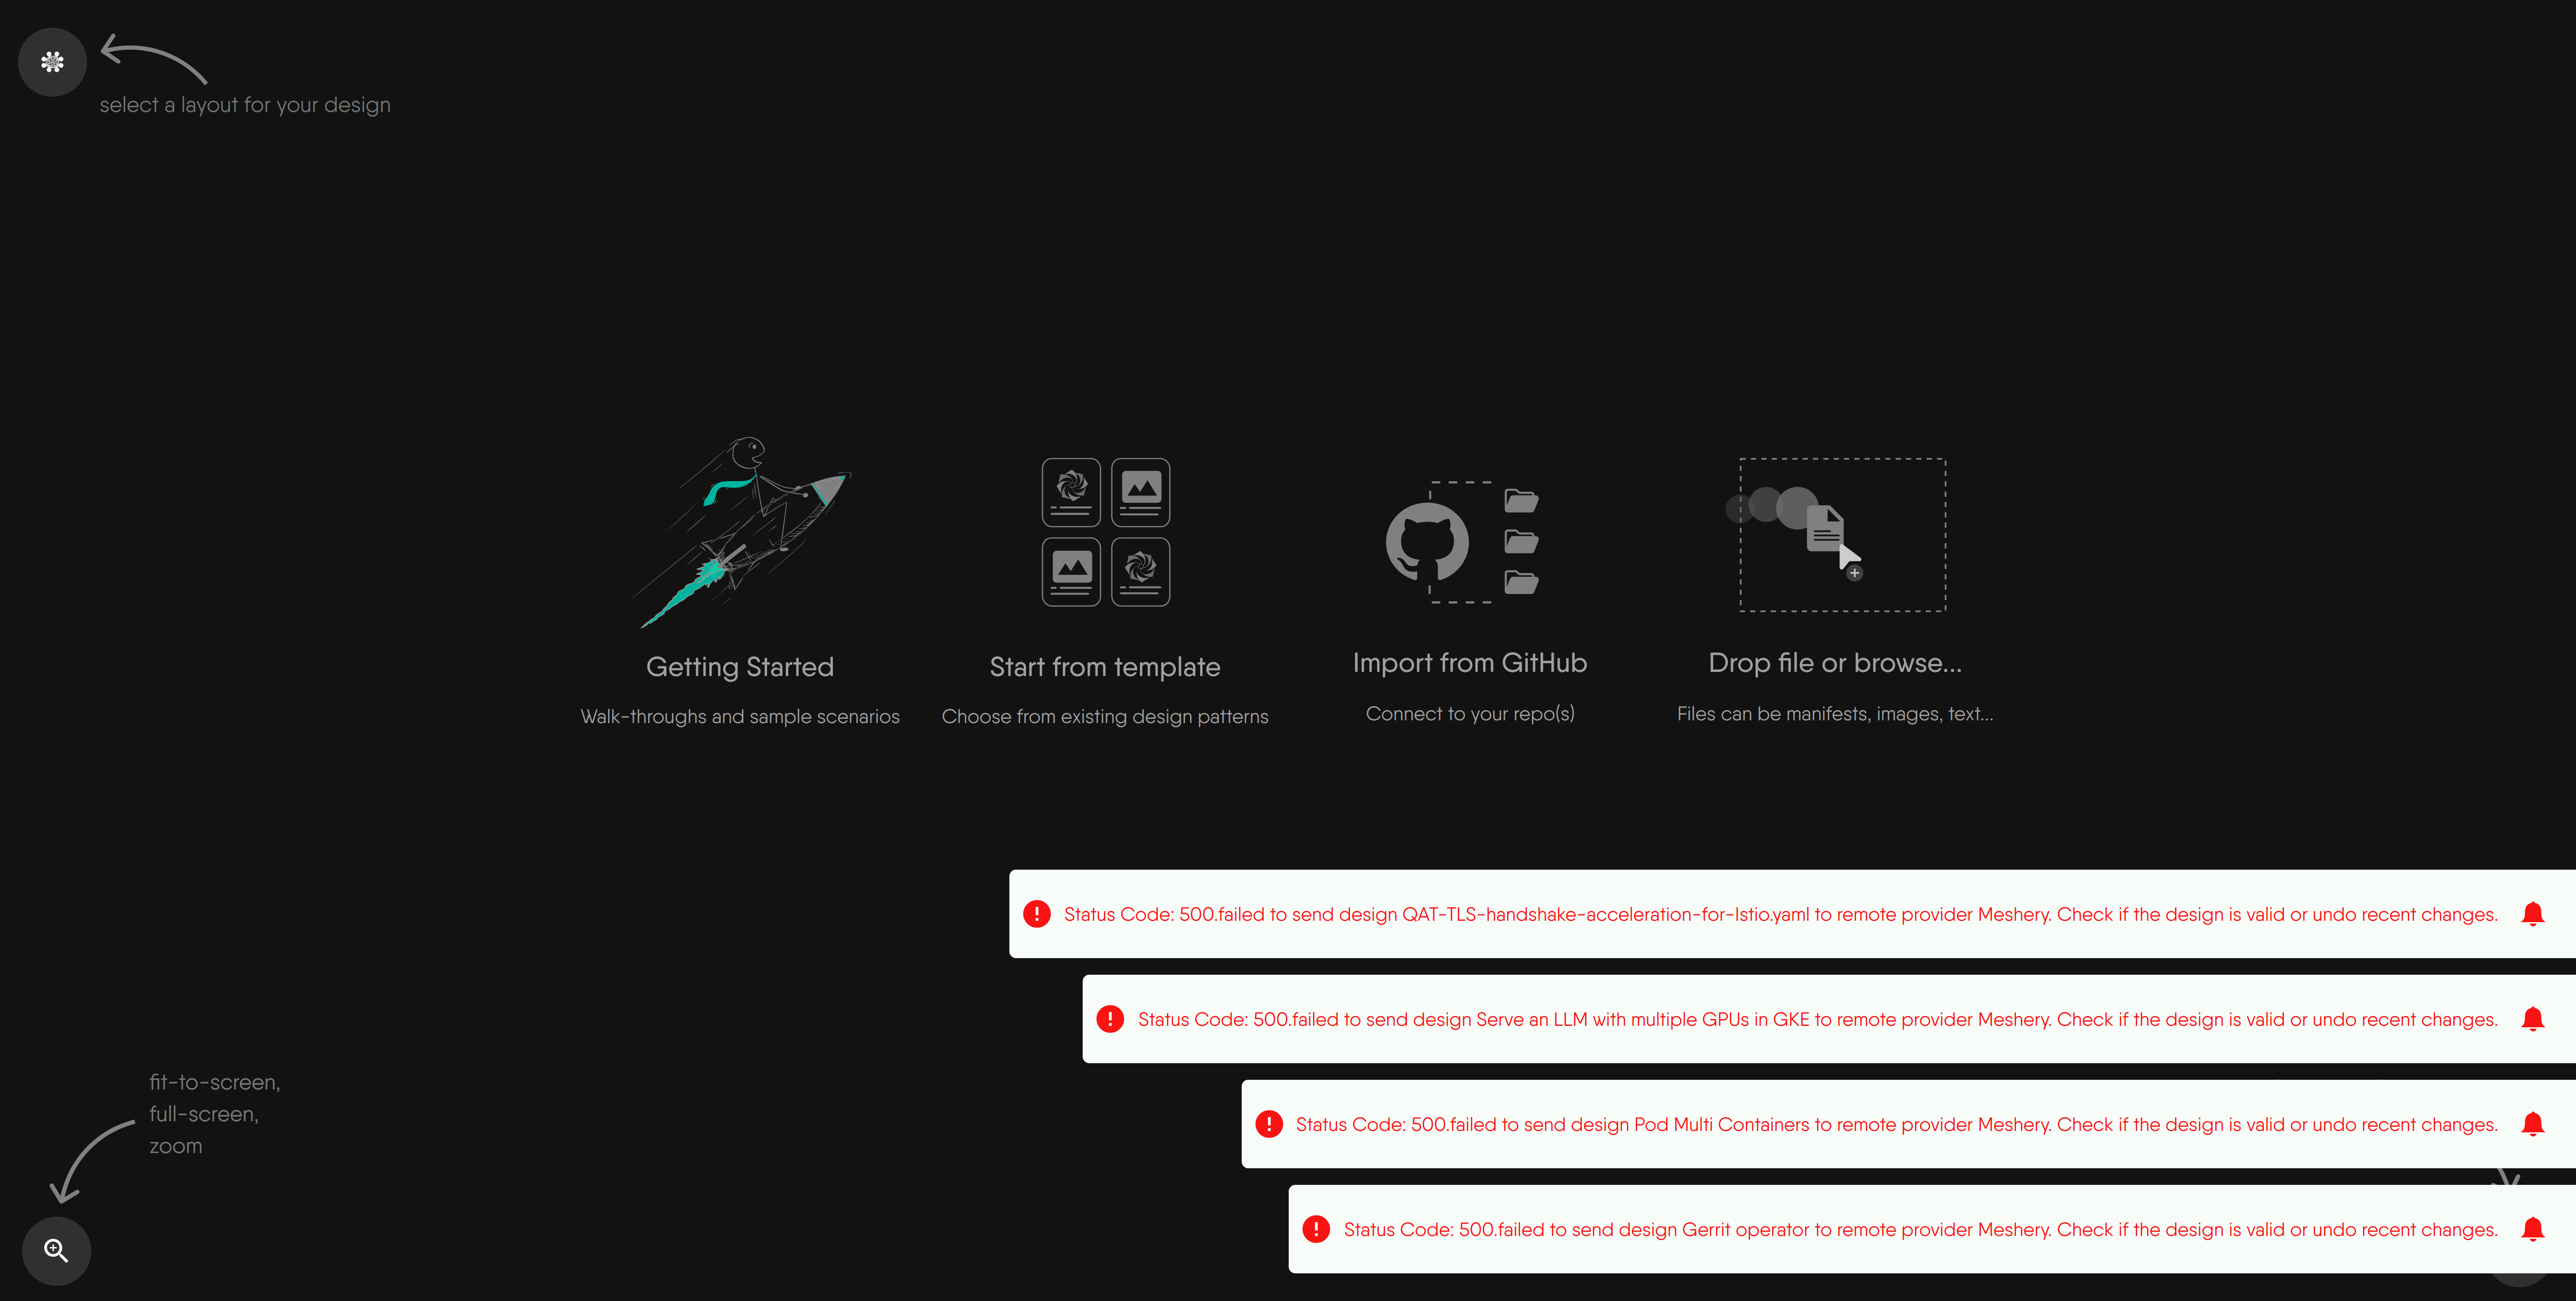 select a layout for your design
Getting Started
Walk-throughs and sample scenarios
Start from template
Choose from existing design patterns
Import from GitHub
Connect to your repo(s)
Drop file or browse...
Files can be manifests, images, text...
Status Code: 500.failed to send design QAT-TLS-handshake-acceleration-for-Istio.yaml to remote provider Meshery. Check if the design is valid or undo recent changes.
Status Code: 500.failed to send design Serve an LLM with multiple GPUs in GKE to remote provider Meshery. Check if the design is valid or undo recent changes.
Status Code: 500.failed to send design Pod Multi Containers to remote provider Meshery. Check if the design is valid or undo recent changes.
Status Code: 500.failed to send design Gerrit operator to remote provider Meshery. Check if the design is valid or undo recent changes.
fit-to-screen,
full-screen,
zoom